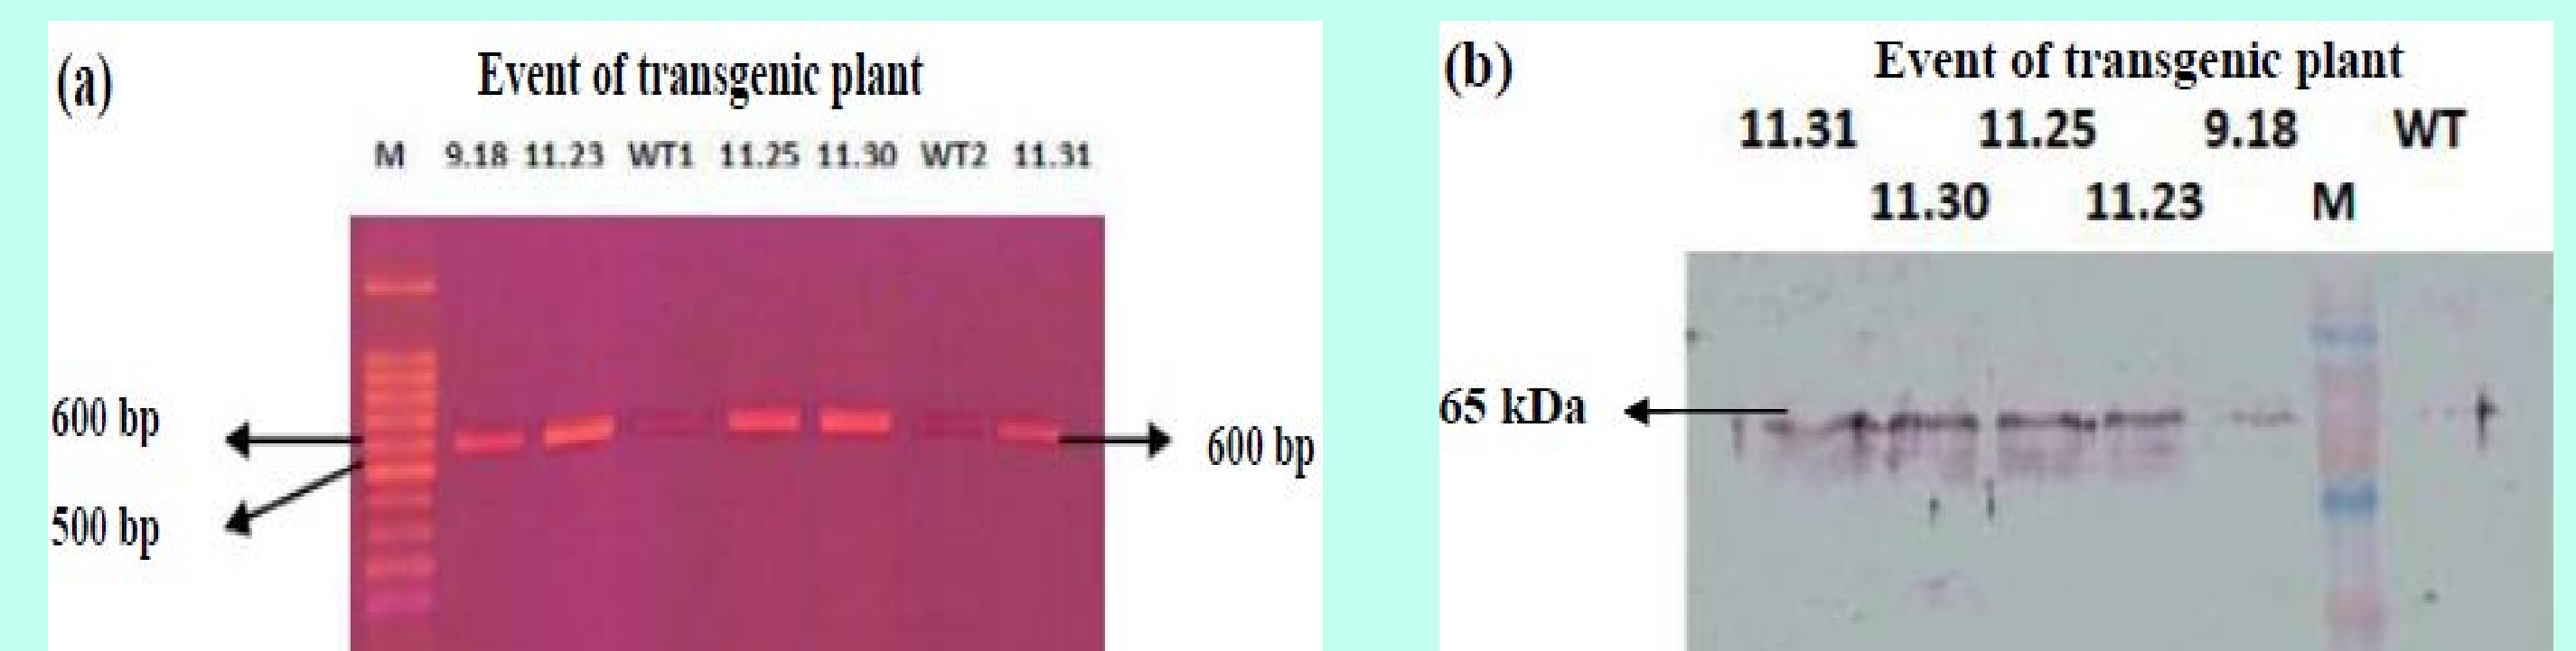 (a)
Event of transgenic plant
M 9.18 11.23 WT1 11.25 11.30 WT2 11.31
600 bp
500 bp
600 bp
(b)
Event of transgenic plant
11.31 11.25 9.18 WT
11.30 11.23 M
65 kDa